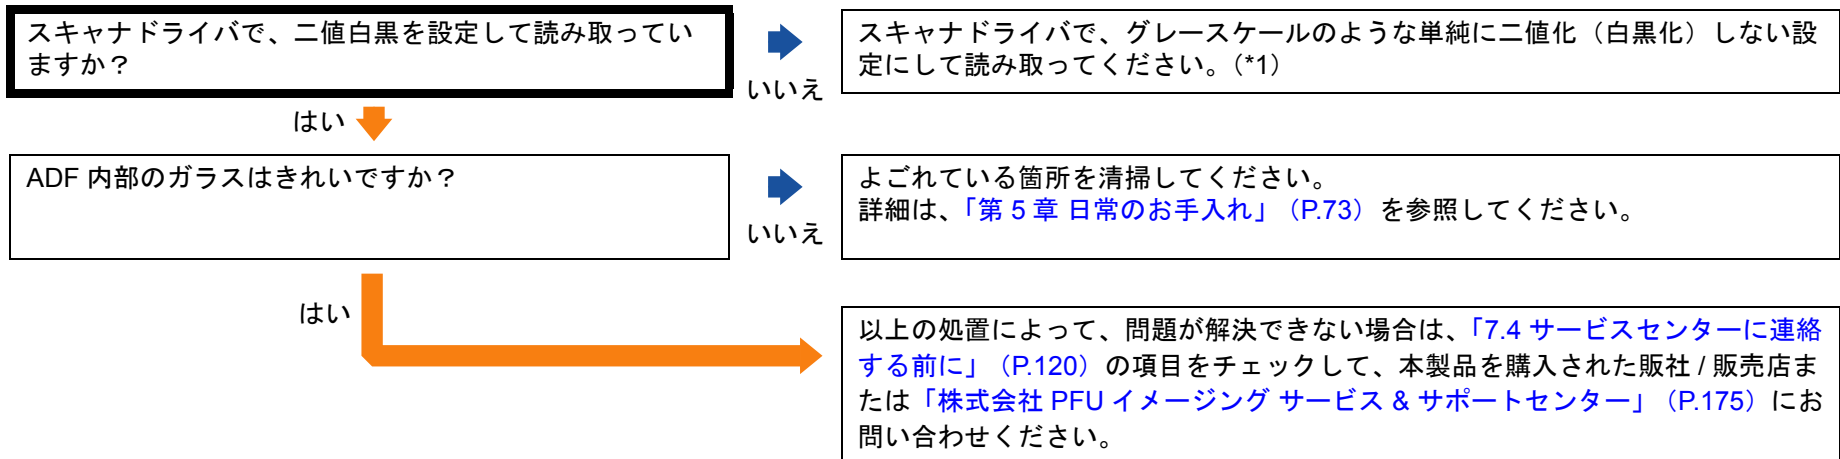 スキャナドライバで、二値白黒を設定して読み取ってい
ますか？
いいえ
スキャナドライバで、グレースケールのような単純に二値化（白黒化）しない設
定にして読み取ってください。（*1）
はい
ADF 内部のガラスはきれいですか？
いいえ
よごれている箇所を清掃してください。
詳細は、「第 5 章 日常のお手入れ」（P.73）を参照してください。
はい
以上の処置によって、問題が解決できない場合は、「7.4 サービスセンターに連絡
する前に」（P.120）の項目をチェックして、本製品を購入された販社 / 販売店ま
たは「株式会社 PFU イメージング サービス & サポートセンター」（P.175）にお
問い合わせください。